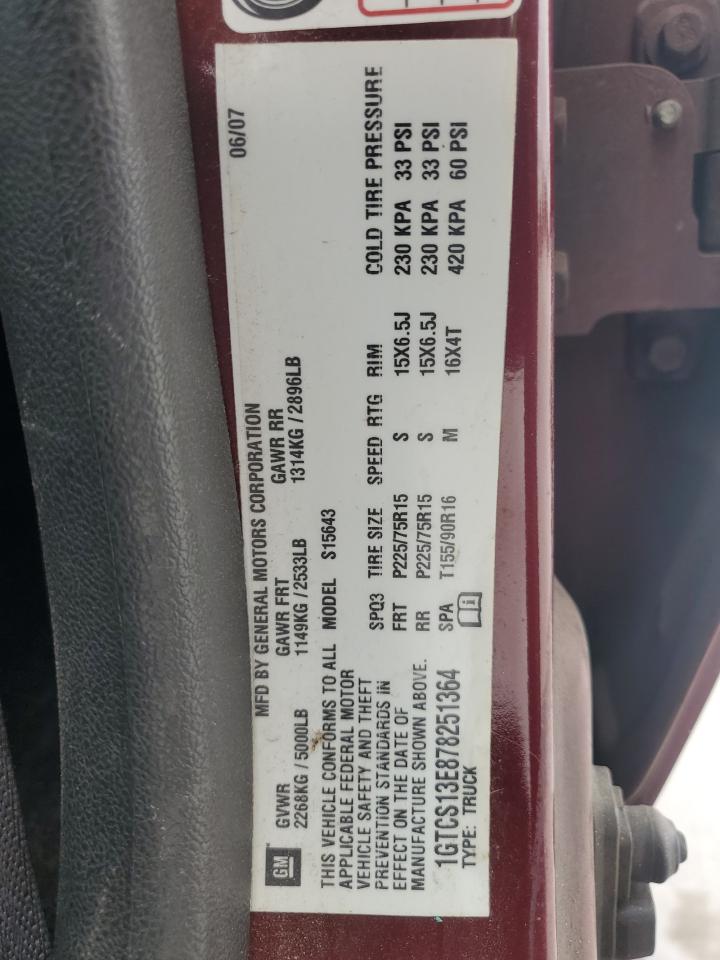 MFD BY GENERAL MOTORS CORPORATION 06/07
GM
GVWR GAWR FRT GAWR RR
2268KG / 5000LB 1149KG / 2533LB 1314KG / 2896LB
THIS VEHICLE CONFORMS TO ALL
APPLICABLE FEDERAL MOTOR
VEHICLE SAFETY AND THEFT
PREVENTION STANDARDS IN
EFFECT ON THE DATE OF
MANUFACTURE SHOWN ABOVE.
1GTCS13E878251364
TYPE: TRUCK
MODEL S15643
SPQ3 TIRE SIZE SPEED RTG RIM COLD TIRE PRESSURE
FRT P225/75R15 S 15X6.5J 230 KPA 33 PSI
RR P225/75R15 S 15X6.5J 230 KPA 33 PSI
SPA T155/90R16 M 16X4T 420 KPA 60 PSI